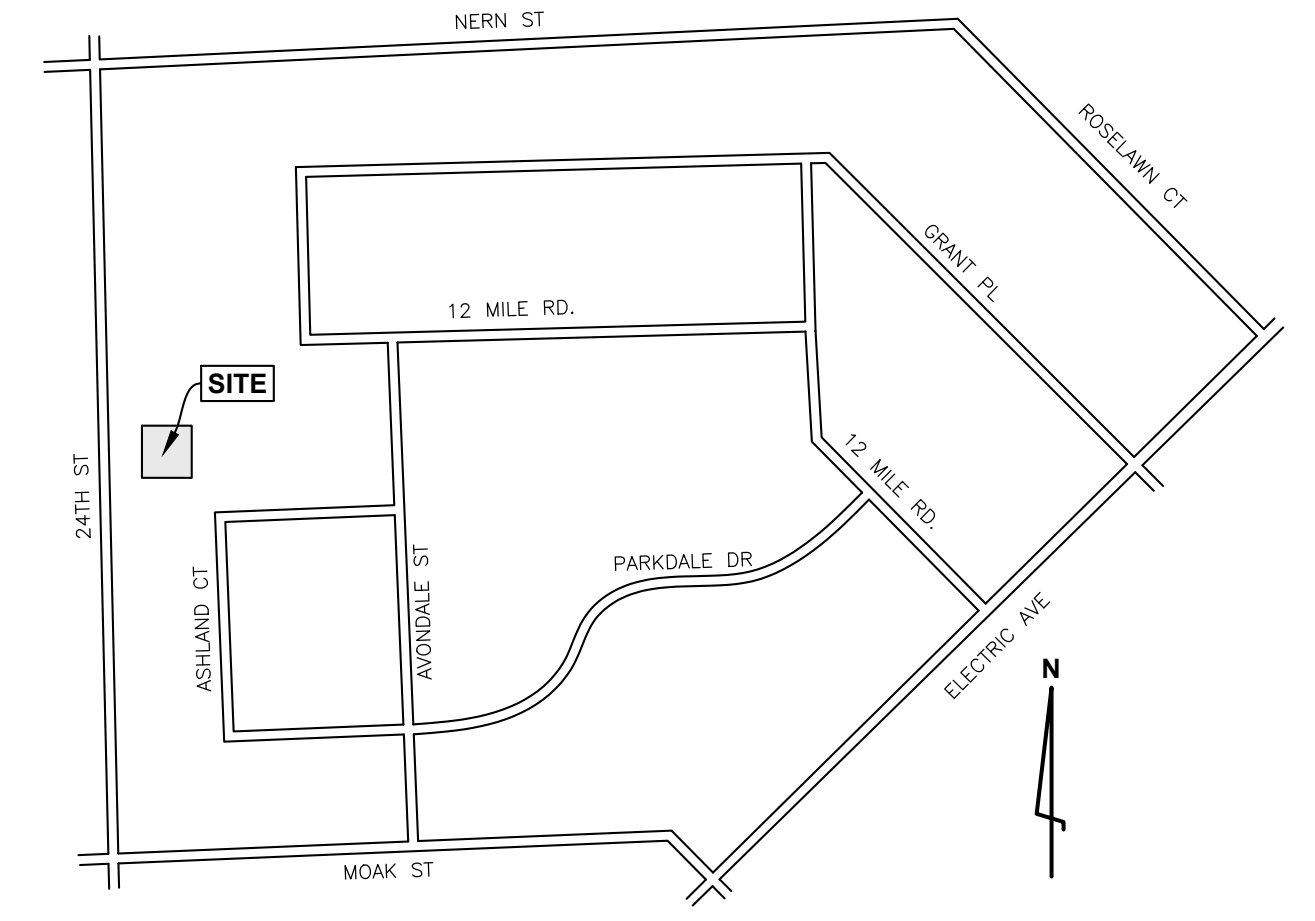 NERN ST
ROSELAWN CT
GRANT PL
12 MILE RD.
SITE
24TH ST
12 MILE RD.
PARKDALE DR
ASHLAND CT
AVONDALE ST
ELECTRIC AVE
N
MOAK ST